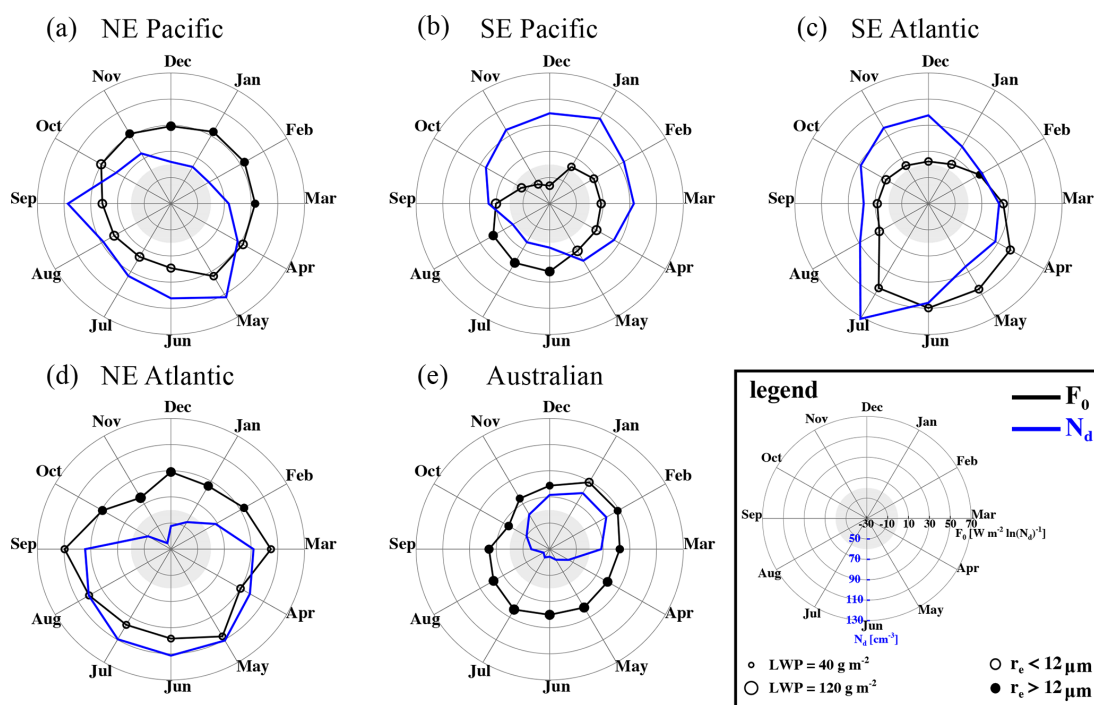 (a) NE Pacific
Dec
Nov
Jan
Oct
Feb
Sep
Mar
Aug
Apr
Jul
May
Jun
(b) SE Pacific
Dec
Nov
Jan
Oct
Feb
Sep
Mar
Aug
Apr
Jul
May
Jun
(c) SE Atlantic
Dec
Nov
Jan
Oct
Feb
Sep
Mar
Aug
Apr
Jul
May
Jun
(d) NE Atlantic
Dec
Nov
Jan
Oct
Feb
Sep
Mar
Aug
Apr
Jul
May
Jun
(e) Australian
Dec
Nov
Jan
Oct
Feb
Sep
Mar
Aug
Apr
Jul
May
Jun
legend
F₀
N_d
Dec
Nov
Jan
Oct
Feb
Sep
Mar
-30 -10 10 30 50 70
F₀ [W m⁻² ln(N_d)⁻¹]
50
70
90
110
130
Aug
Apr
Jul
May
Jun
N_d [cm⁻³]
LWP = 40 g m⁻²
LWP = 120 g m⁻²
rₑ < 12 μm
rₑ > 12 μm